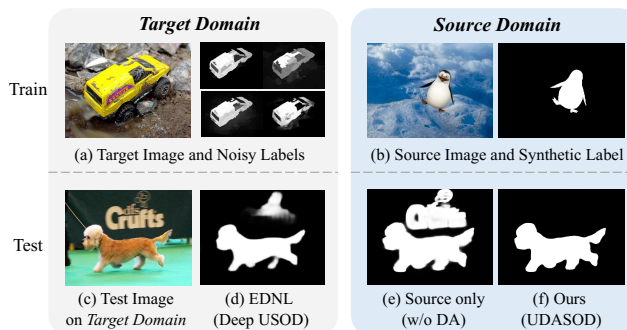 Target Domain
Source Domain
Train
(a) Target Image and Noisy Labels
(b) Source Image and Synthetic Label
Test
Crufts
(c) Test Image
on Target Domain
(d) EDNL
(Deep USOD)
(e) Source only
(w/o DA)
(f) Ours
(UDASOD)